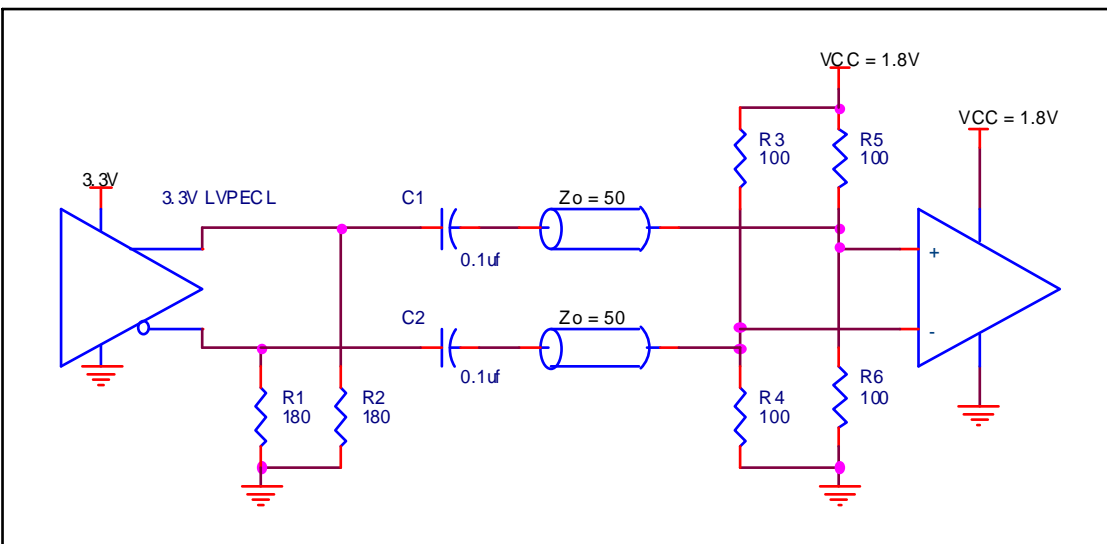 VCC = 1.8V
VCC = 1.8V
R3
100
R5
100
3.3V
3.3V LVPECL
C1
Zo = 50
0.1uf
+
C2
Zo = 50
-
0.1uf
R1
180
R2
180
R4
100
R6
100